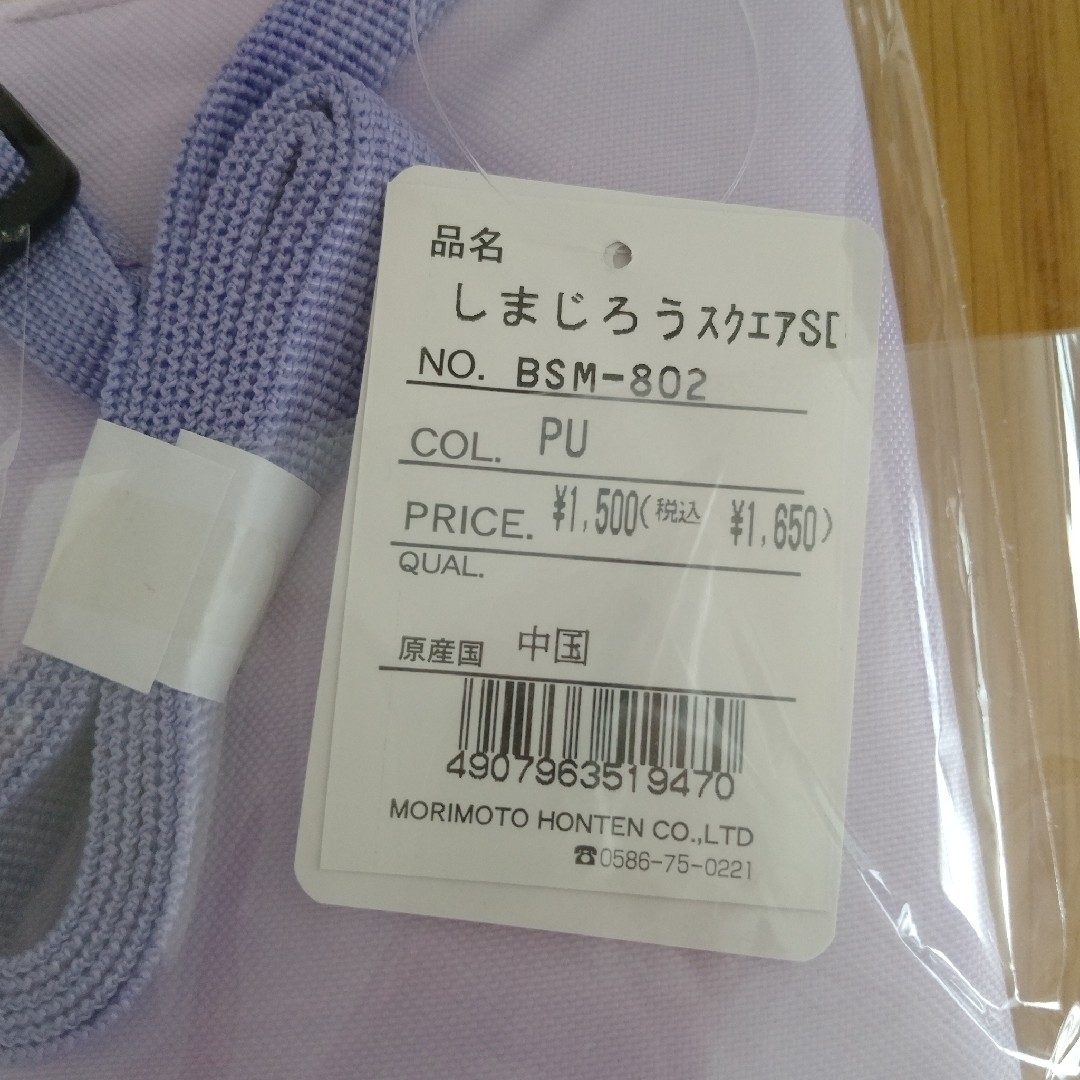 品名
しまじろうスクエアS
NO. BSM-802
COL. PU
PRICE. ¥1,500(税込 ¥1,650)
QUAL.
原産国 中国
4907963519470
MORIMOTO HONTEN CO.,LTD
☎0586-75-0221